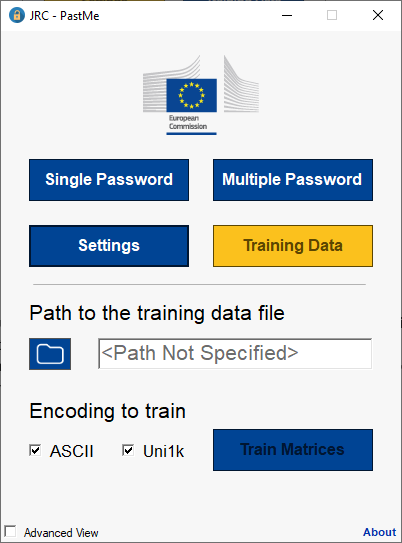 JRC - PastMe
European
Commission
Single Password
Multiple Password
Settings
Training Data
Path to the training data file
<Path Not Specified>
Encoding to train
ASCII
Uni1k
Train Matrices
Advanced View
About